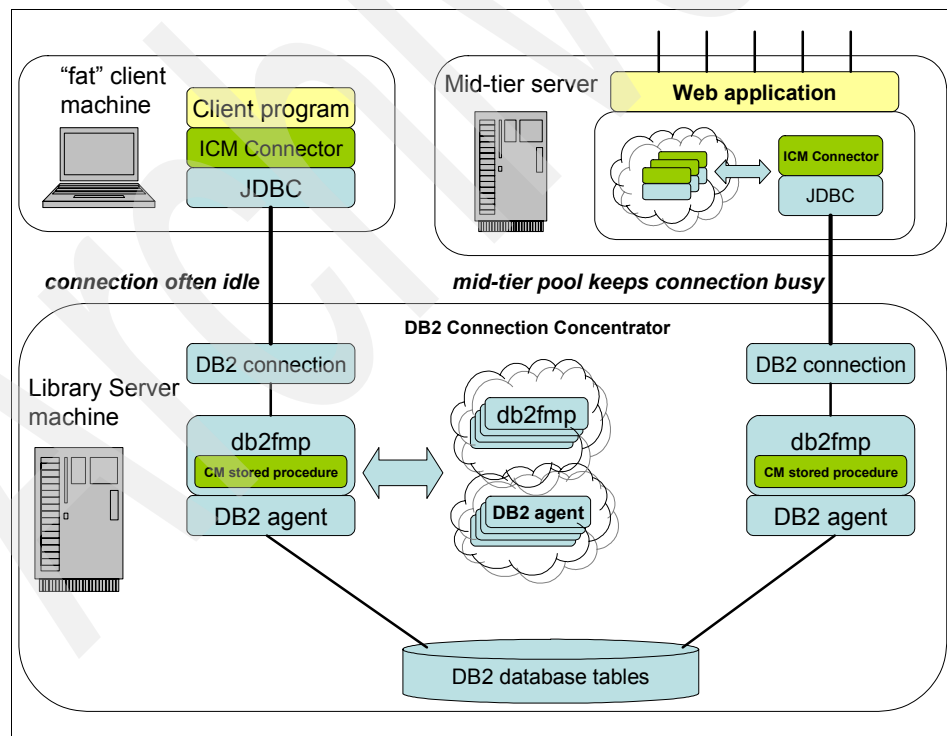 “fat” client
machine
Client program
ICM Connector
JDBC
Mid-tier server
Web application
ICM Connector
JDBC
connection often idle
mid-tier pool keeps connection busy
DB2 Connection Concentrator
Library Server
machine
DB2 connection
db2fmp
CM stored procedure
DB2 agent
db2fmp
DB2 agent
DB2 connection
db2fmp
CM stored procedure
DB2 agent
DB2 database tables